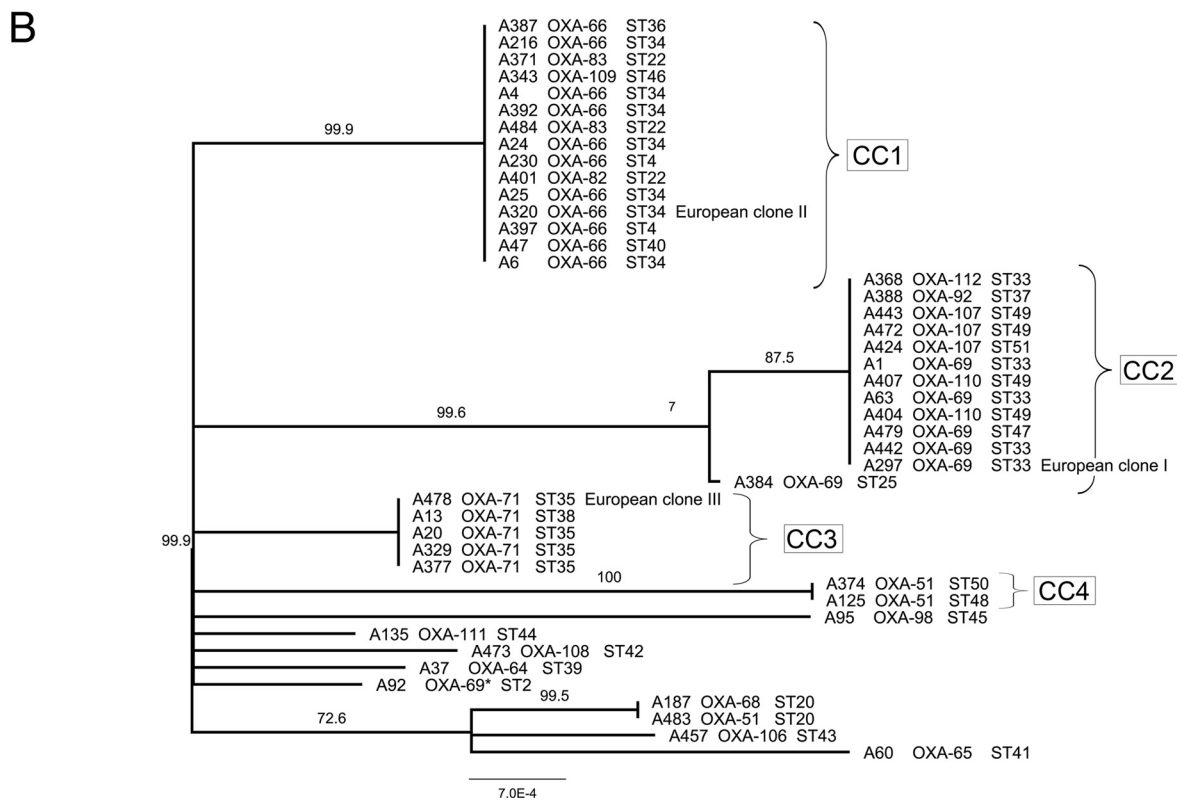 B
A387 OXA-66 ST36
A216 OXA-66 ST34
A371 OXA-83 ST22
A343 OXA-109 ST46
A4 OXA-66 ST34
A392 OXA-66 ST34
A484 OXA-83 ST22
A24 OXA-66 ST34
A230 OXA-66 ST4
A401 OXA-82 ST22
A25 OXA-66 ST34
A320 OXA-66 ST34 European clone II
A397 OXA-66 ST4
A47 OXA-66 ST40
A6 OXA-66 ST34
99.9
CC1
A368 OXA-112 ST33
A388 OXA-92 ST37
A443 OXA-107 ST49
A472 OXA-107 ST49
A424 OXA-107 ST51
A1 OXA-69 ST33
A407 OXA-110 ST49
A63 OXA-69 ST33
A404 OXA-110 ST49
A479 OXA-69 ST47
A442 OXA-69 ST33
A297 OXA-69 ST33 European clone I
87.5
CC2
99.6
7
A384 OXA-69 ST25
A478 OXA-71 ST35 European clone III
A13 OXA-71 ST38
A20 OXA-71 ST35
A329 OXA-71 ST35
A377 OXA-71 ST35
CC3
99.9
100
A374 OXA-51 ST50
A125 OXA-51 ST48
CC4
A95 OXA-98 ST45
A135 OXA-111 ST44
A473 OXA-108 ST42
A37 OXA-64 ST39
A92 OXA-69* ST2
99.5
A187 OXA-68 ST20
A483 OXA-51 ST20
72.6
A457 OXA-106 ST43
A60 OXA-65 ST41
7.0E-4